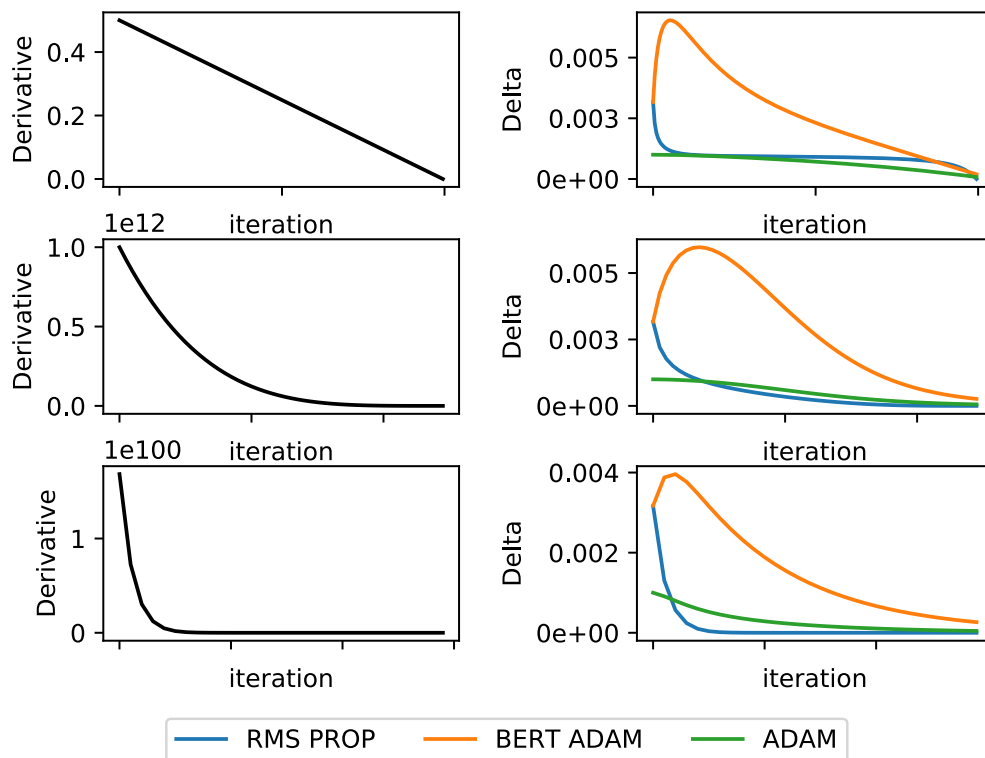 Derivative
0.4
0.2
0.0
iteration
Delta
0.005
0.003
0e+00
iteration
1e12
Derivative
1.0
0.5
0.0
iteration
Delta
0.005
0.003
0e+00
iteration
1e100
Derivative
1
0
iteration
Delta
0.004
0.002
0e+00
iteration
RMS PROP BERT ADAM ADAM